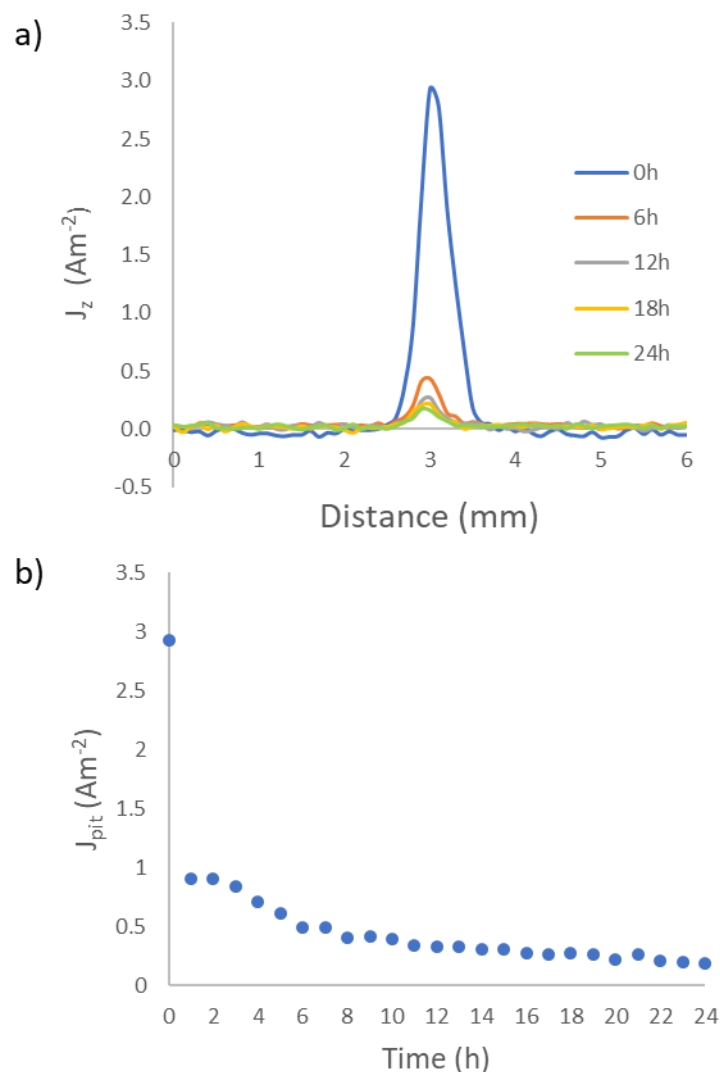 a)
3.5
3.0
2.5
2.0
1.5
1.0
0.5
0.0
-0.5
J_z (Am⁻²)
0h
6h
12h
18h
24h
0 1 2 3 4 5 6
Distance (mm)
b)
3.5
3
2.5
2
1.5
1
0.5
0
J_pit (Am⁻²)
0 2 4 6 8 10 12 14 16 18 20 22 24
Time (h)